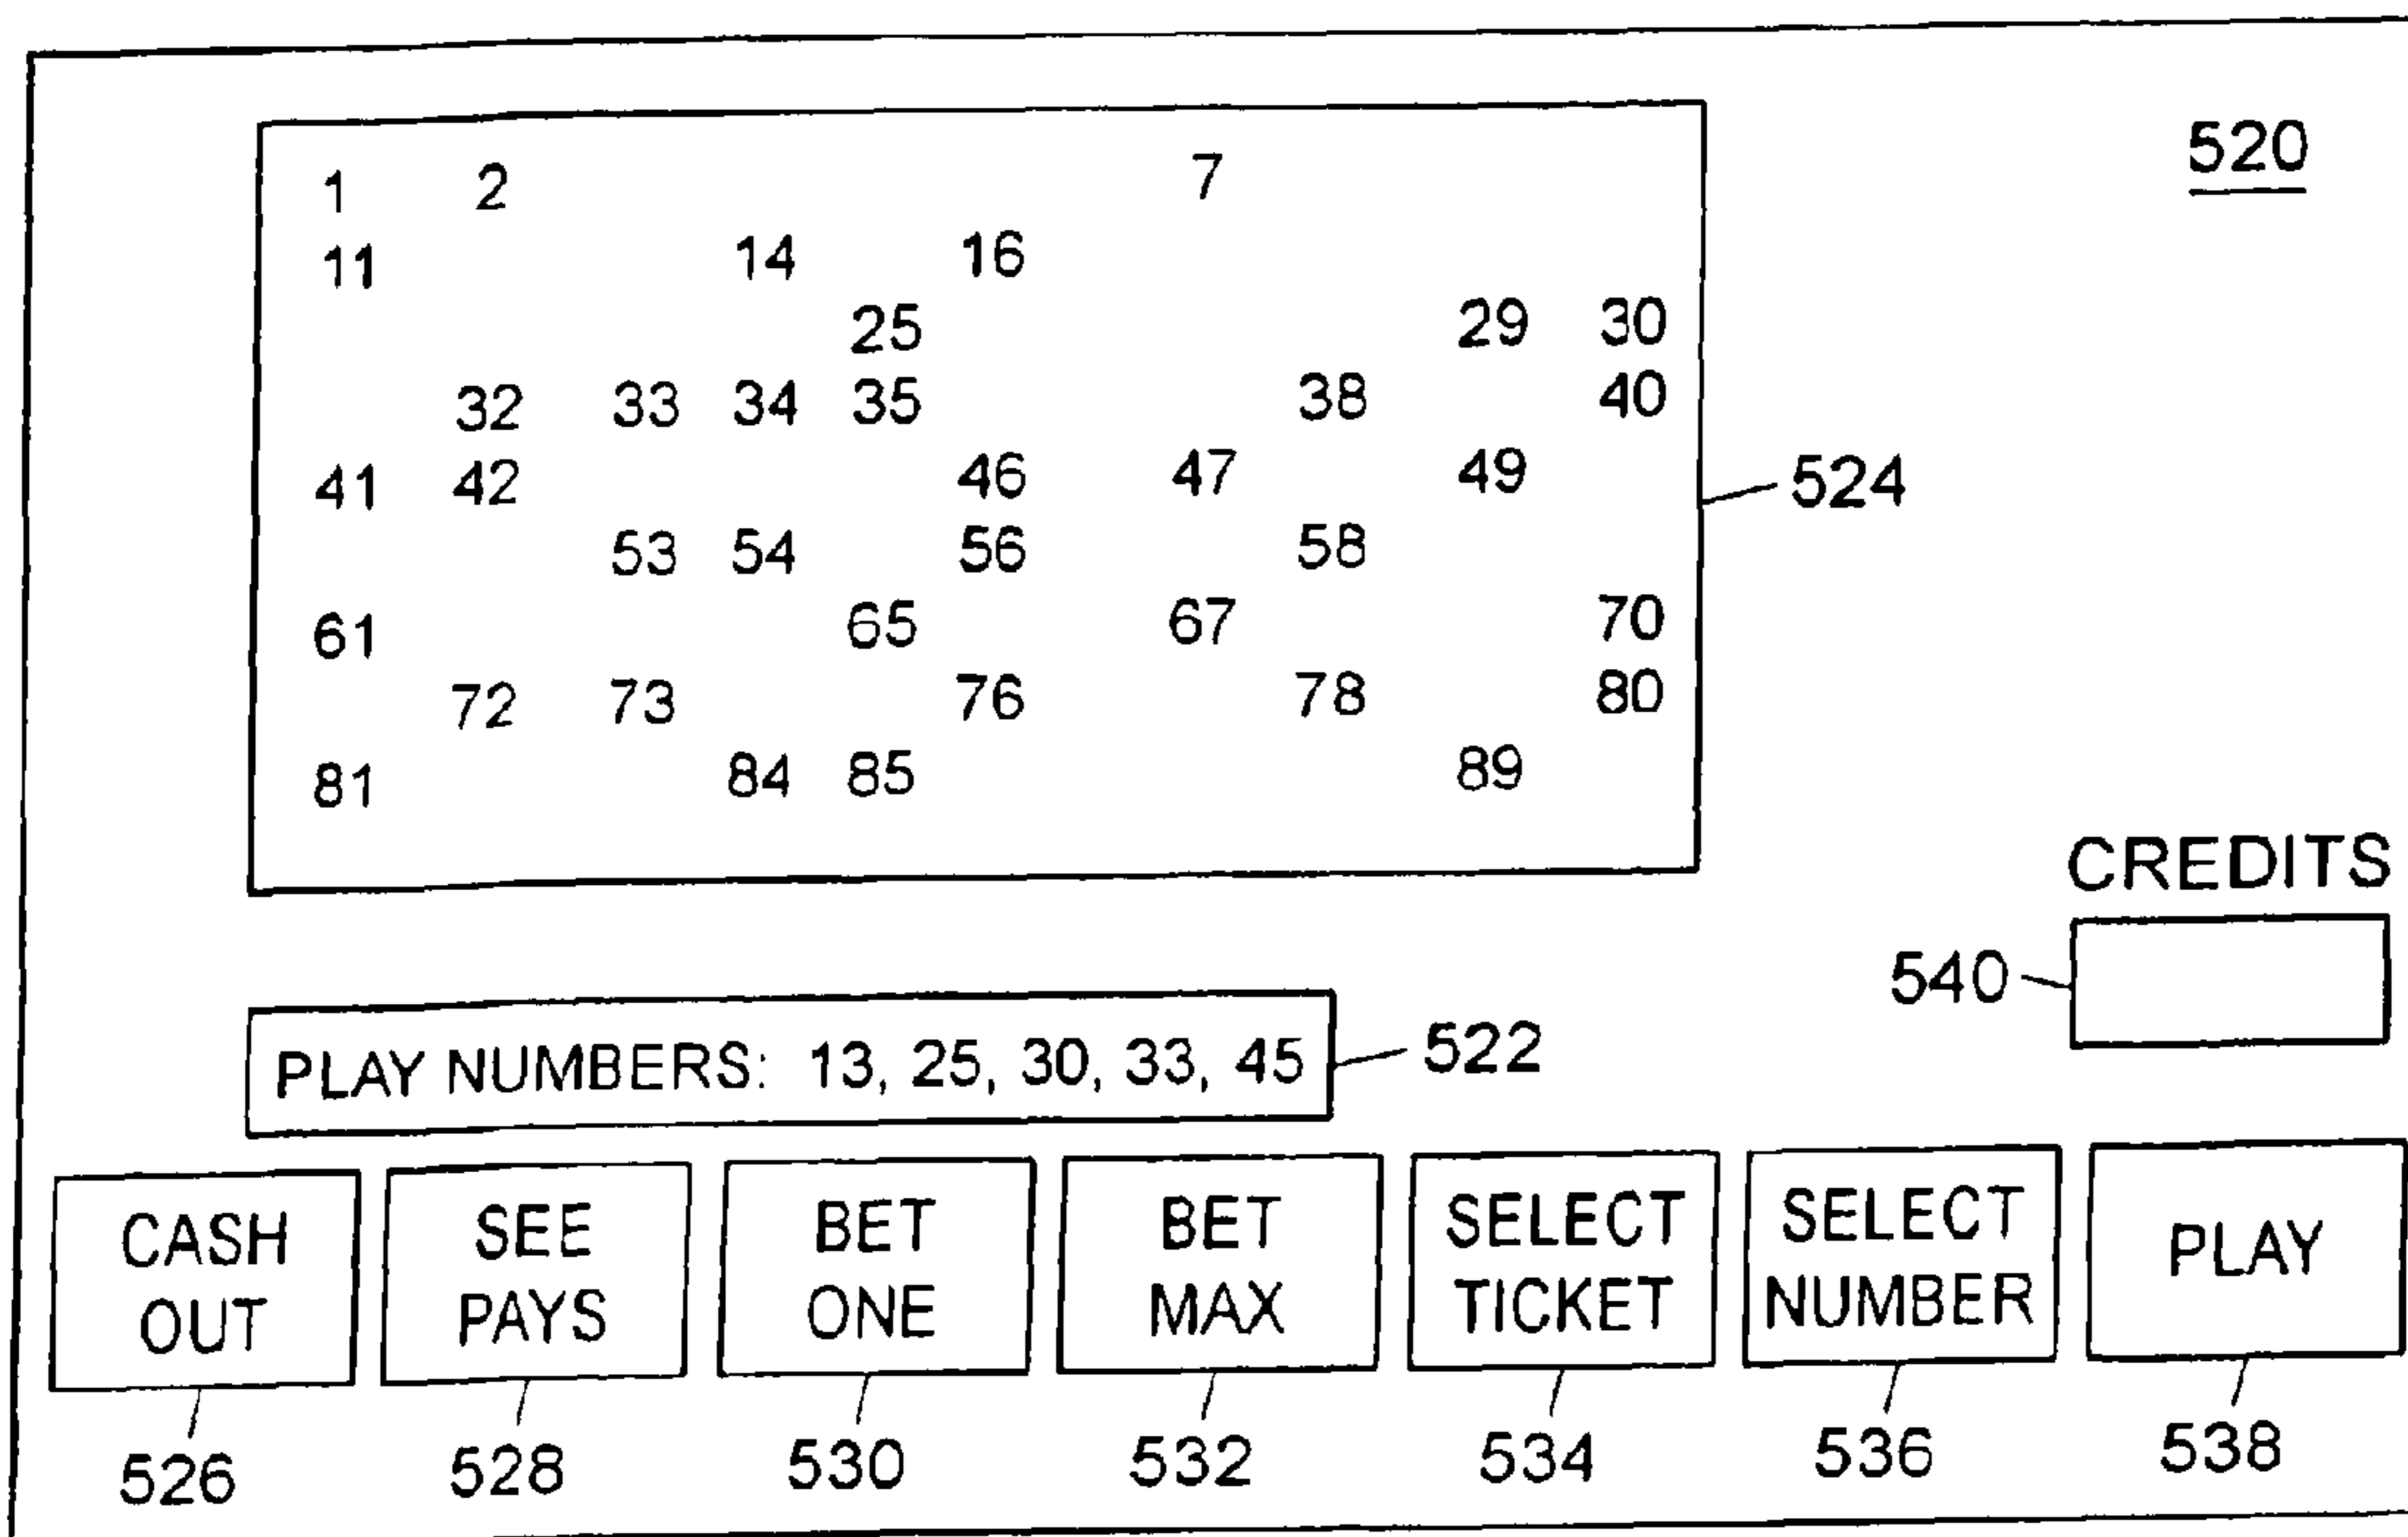 520
1 2 7
11 14 16
25 29 30
32 33 34 35 38 40
41 42 46 47 49
524
53 54 56 58
61 65 67 70
72 73 76 78 80
81 84 85 89
CREDITS
540
PLAY NUMBERS: 13, 25, 30, 33, 45
522
CASH OUT
SEE PAYS
BET ONE
BET MAX
SELECT TICKET
SELECT NUMBER
PLAY
526 528 530 532 534 536 538